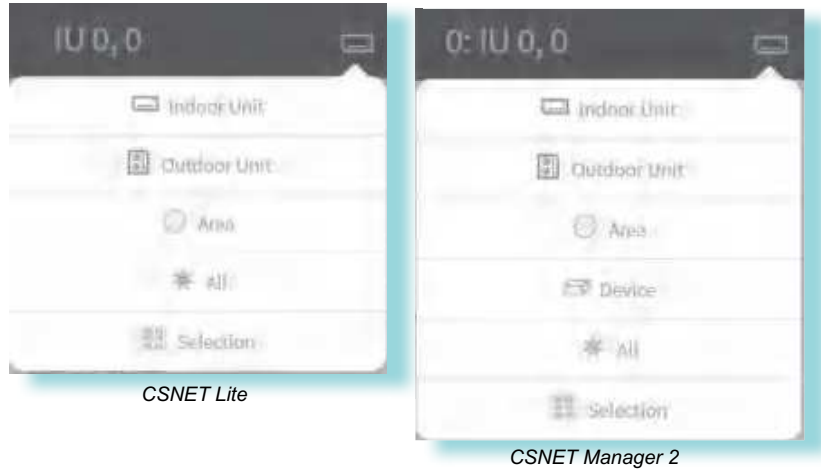 IU 0, 0
Indoor Unit
Outdoor Unit
Area
All
Selection
CSNET Lite
0: IU 0, 0
Indoor Unit
Outdoor Unit
Area
Device
All
Selection
CSNET Manager 2